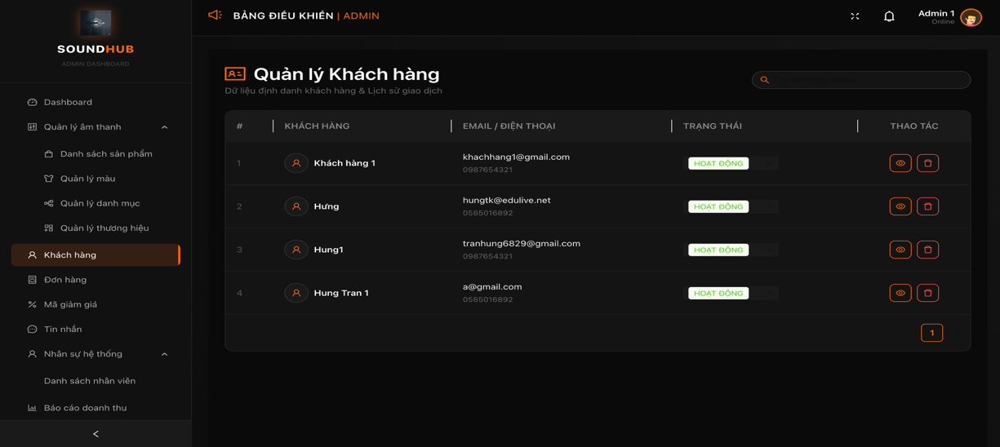 SOUNDHUB
ADMIN DASHBOARD
Dashboard
Quản lý âm thanh
Danh sách sản phẩm
Quản lý màu
Quản lý danh mục
Quản lý thương hiệu
Khách hàng
Đơn hàng
Mã giảm giá
Tin nhắn
Nhân sự hệ thống
Danh sách nhân viên
Báo cáo doanh thu
BẢNG ĐIỀU KHIỂN | ADMIN
Admin 1
Online
Quản lý Khách hàng
Dữ liệu định danh khách hàng & Lịch sử giao dịch
# KHÁCH HÀNG EMAIL / ĐIỆN THOẠI TRẠNG THÁI THAO TÁC
1 Khách hàng 1 khachhang1@gmail.com HOẠT ĐỘNG
0987654321
2 Hưng hungtk@edulive.net HOẠT ĐỘNG
0585016892
3 Hung1 tranhung6829@gmail.com HOẠT ĐỘNG
0987654321
4 Hung Tran 1 a@gmail.com HOẠT ĐỘNG
0585016892
1